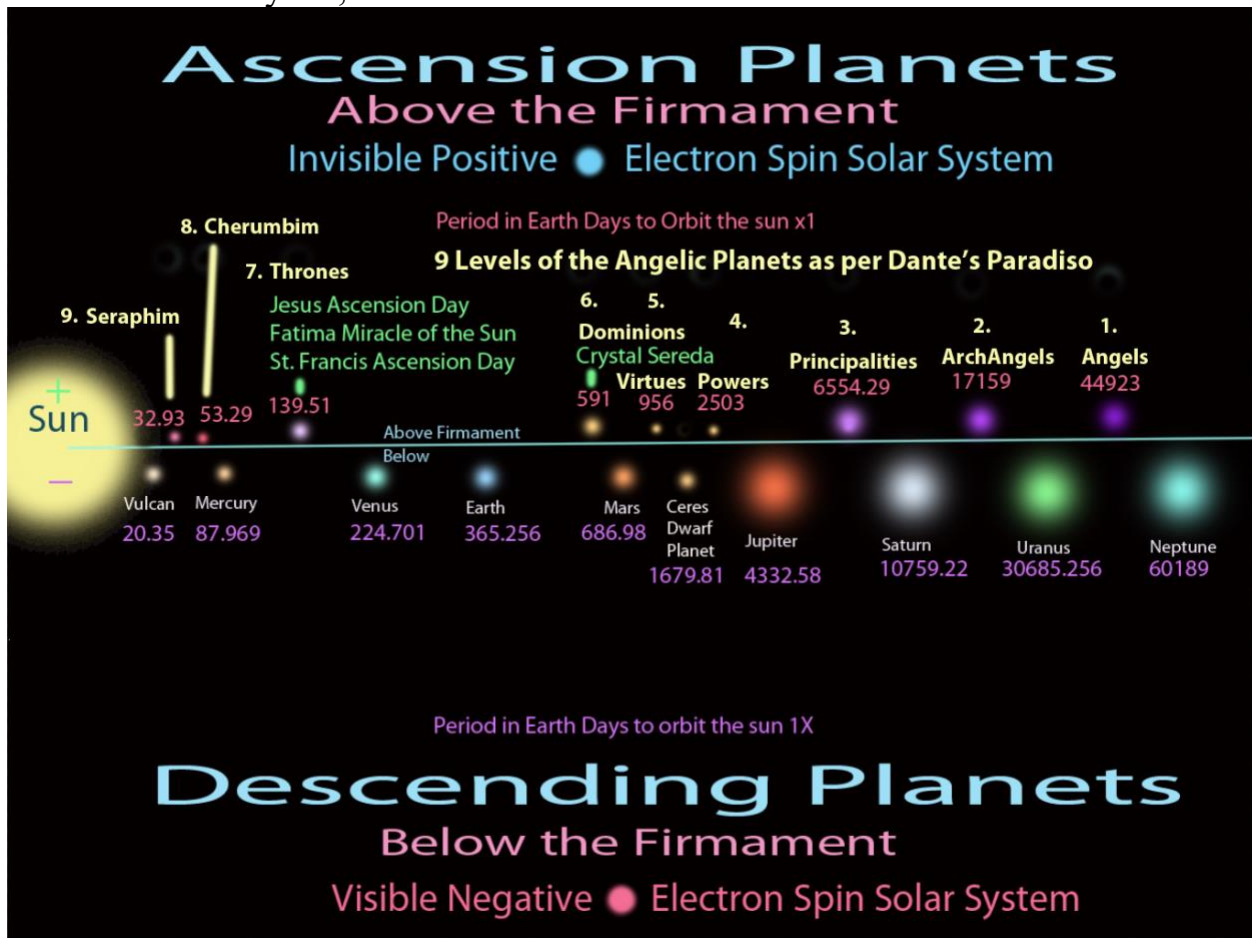 Ascension Planets
Above the Firmament
Invisible Positive Electron Spin Solar System
Period in Earth Days to Orbit the sun x1
9 Levels of the Angelic Planets as per Dante's Paradiso
9. Seraphim
32.93
8. Cherumbim
53.29
7. Thrones
Jesus Ascension Day
Fatima Miracle of the Sun
St. Francis Ascension Day
139.51
6.
Dominions
Crystal Sereda
591
5.
Virtues
956
4.
Powers
2503
3.
Principalities
6554.29
2.
ArchAngels
17159
1.
Angels
44923
+
Sun
–
Above Firmament
Below
Vulcan
20.35
Mercury
87.969
Venus
224.701
Earth
365.256
Mars
686.98
Ceres
Dwarf
Planet
1679.81
Jupiter
4332.58
Saturn
10759.22
Uranus
30685.256
Neptune
60189
Period in Earth Days to orbit the sun 1X
Descending Planets
Below the Firmament
Visible Negative Electron Spin Solar System